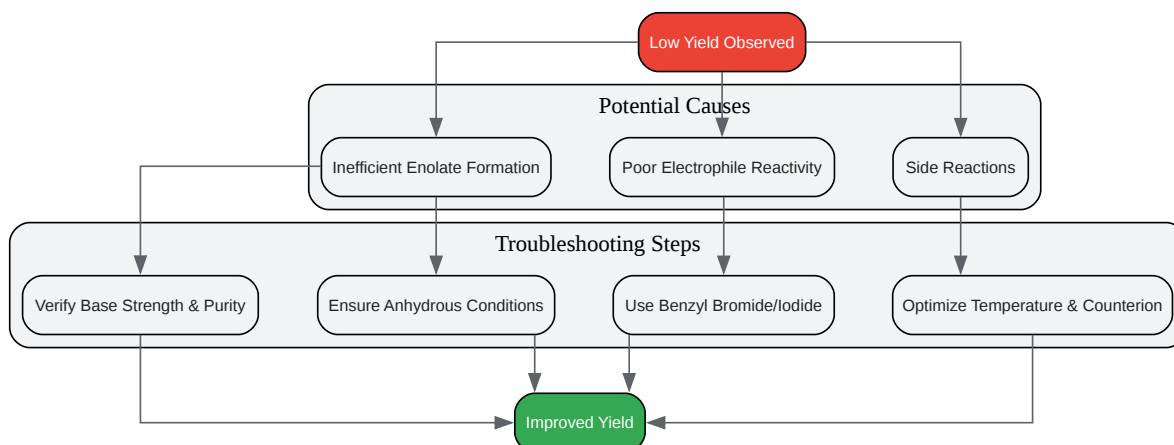 Low Yield Observed
Potential Causes
Inefficient Enolate Formation
Poor Electrophile Reactivity
Side Reactions
Troubleshooting Steps
Verify Base Strength & Purity
Ensure Anhydrous Conditions
Use Benzyl Bromide/Iodide
Optimize Temperature & Counterion
Improved Yield